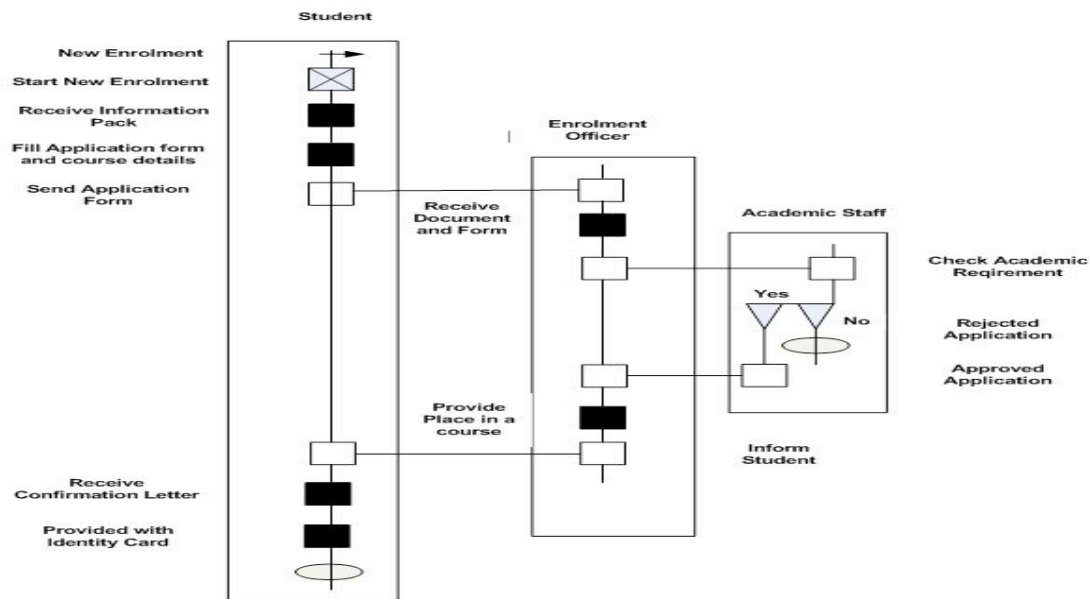 Student
New Enrolment
Start New Enrolment
Receive Information
Pack
Fill Application form
and course details
Send Application
Form
Enrolment
Officer
Receive
Document
and Form
Academic Staff
Check Academic
Reqirement
Yes
No
Rejected
Application
Approved
Application
Provide
Place in a
course
Inform
Student
Receive
Confirmation Letter
Provided with
Identity Card